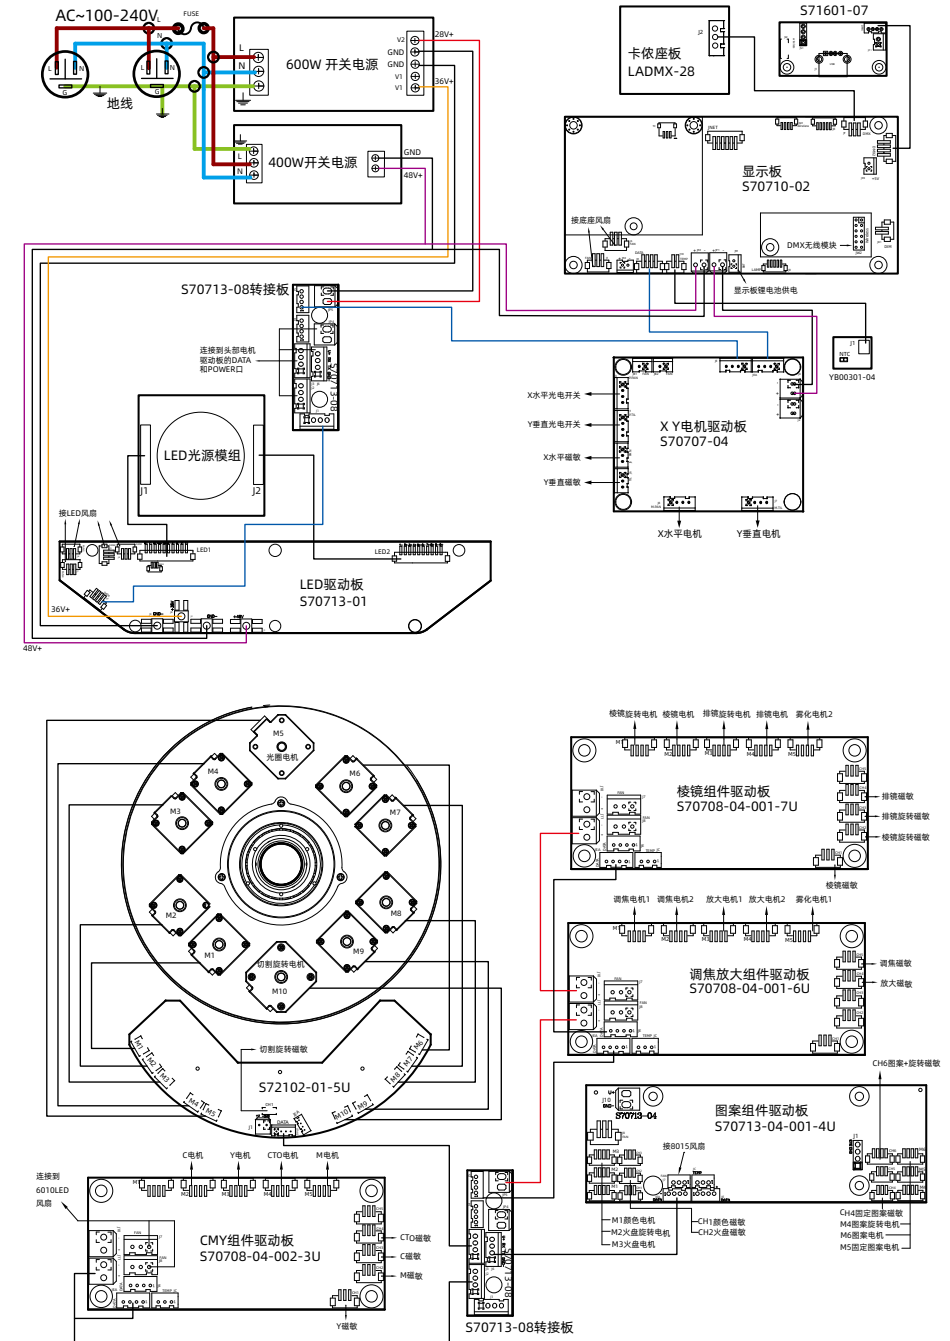 AC~100-240V
FUSE
L
N
L
N
G
L
N
G
地线
L
N
600W 开关电源
V2
GND
GND
V1
V1
28V+
36V+
L
N
400W开关电源
GND
48V+
卡侬座板
LADMX-28
J2
S71601-07
显示板
S70710-02
接底座风扇
DMX无线模块
显示板锂电池供电
J1
NTC
YB00301-04
S70713-08转接板
连接到头部电机
驱动板的DATA
和POWER口
S70713-08
X水平光电开关
Y垂直光电开关
X水平磁敏
Y垂直磁敏
X Y电机驱动板
S70707-04
X水平电机
Y垂直电机
LED光源模组
J1
J2
接LED风扇
LED1
LED2
LED驱动板
S70713-01
36V+
48V+
M5
光圈电机
M4
M6
M3
M7
M2
M8
M1
M9
切割旋转电机
M10
切割旋转磁敏
S72102-01-5U
M1
M2
M3
M4
M5
M6
M7
M8
M9
M10
J1
DATA
棱镜旋转电机
棱镜电机
排镜旋转电机
排镜电机
雾化电机2
棱镜组件驱动板
S70708-04-001-7U
排镜磁敏
排镜旋转磁敏
棱镜旋转磁敏
棱镜磁敏
调焦电机1
调焦电机2
放大电机1
放大电机2
雾化电机1
调焦放大组件驱动板
S70708-04-001-6U
调焦磁敏
放大磁敏
CH6图案+旋转磁敏
J10
S70713-04
图案组件驱动板
S70713-04-001-4U
接8015风扇
J1
M1颜色电机
M2火盘旋转电机
M3火盘电机
CH1颜色磁敏
CH2火盘磁敏
CH4固定图案磁敏
M4图案旋转电机
M6图案电机
M5固定图案电机
连接到
6010LED
风扇
C电机
Y电机
CTO电机
M电机
CMY组件驱动板
S70708-04-002-3U
CTO磁敏
C磁敏
M磁敏
Y磁敏
S70713-08
S70713-08转接板